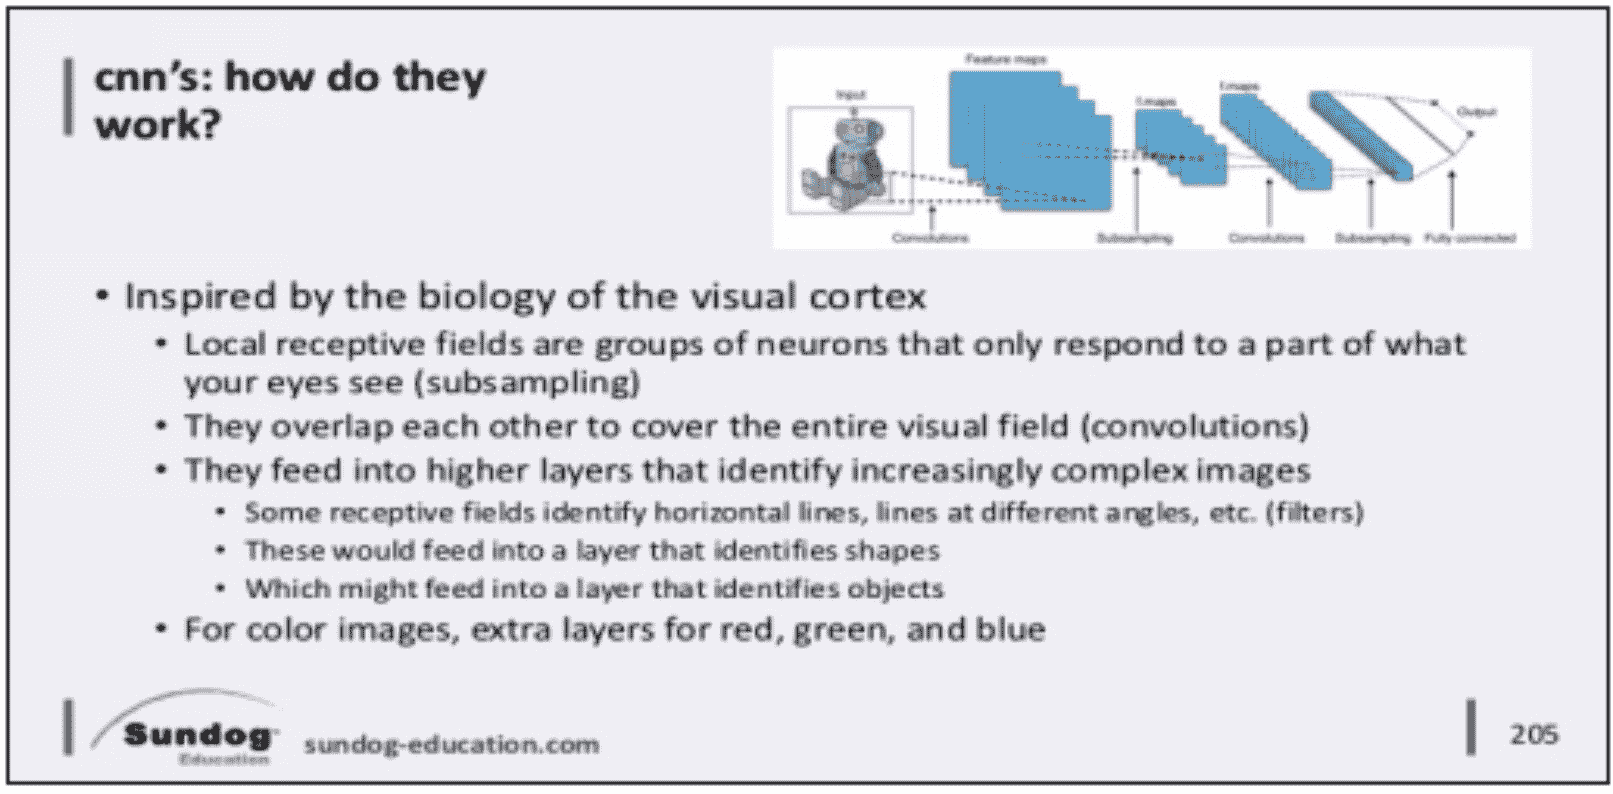 cnn's: how do they
work?
Feature maps
Input
f.maps
f.maps
Output
Convolutions
Subsampling
Convolutions
Subsampling
Fully connected
• Inspired by the biology of the visual cortex
• Local receptive fields are groups of neurons that only respond to a part of what
your eyes see (subsampling)
• They overlap each other to cover the entire visual field (convolutions)
• They feed into higher layers that identify increasingly complex images
• Some receptive fields identify horizontal lines, lines at different angles, etc. (filters)
• These would feed into a layer that identifies shapes
• Which might feed into a layer that identifies objects
• For color images, extra layers for red, green, and blue
Sundog
Education
sundog-education.com
205